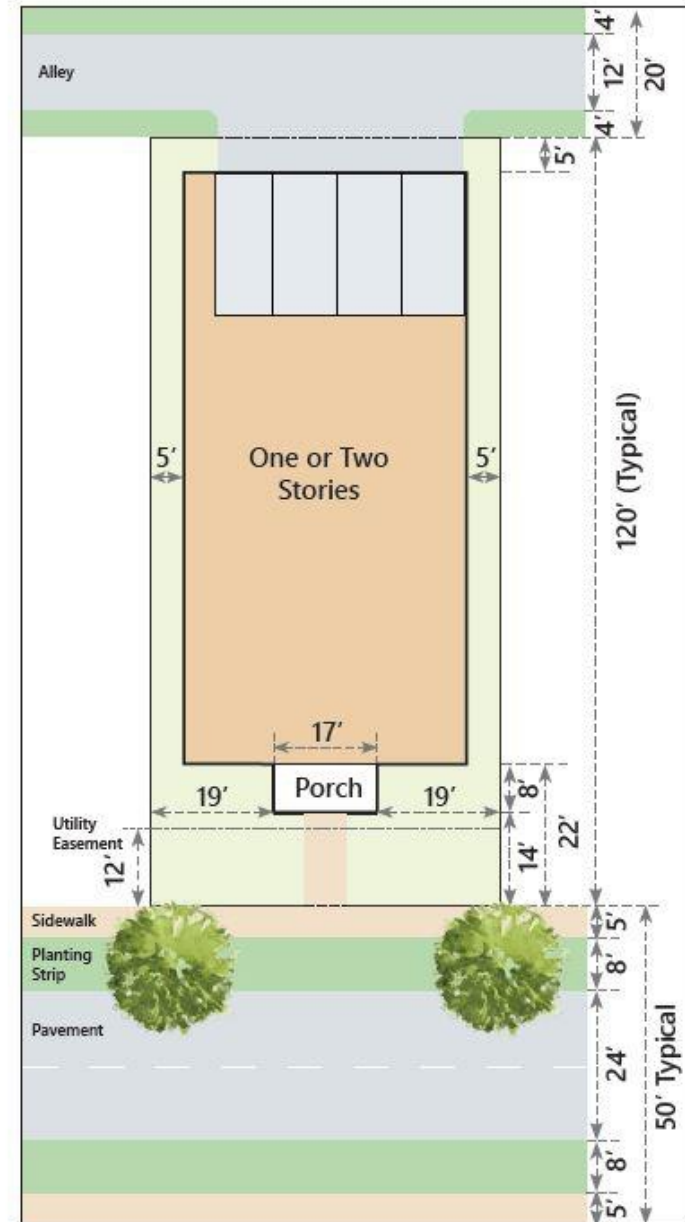 4’
Alley
12’
20’
4’
5’
120’ (Typical)
5’
One or Two
Stories
5’
17’
Porch
8’
19’
19’
22’
Utility
Easement
14’
12’
Sidewalk
5’
Planting
Strip
8’
Pavement
24’
50’ Typical
8’
5’